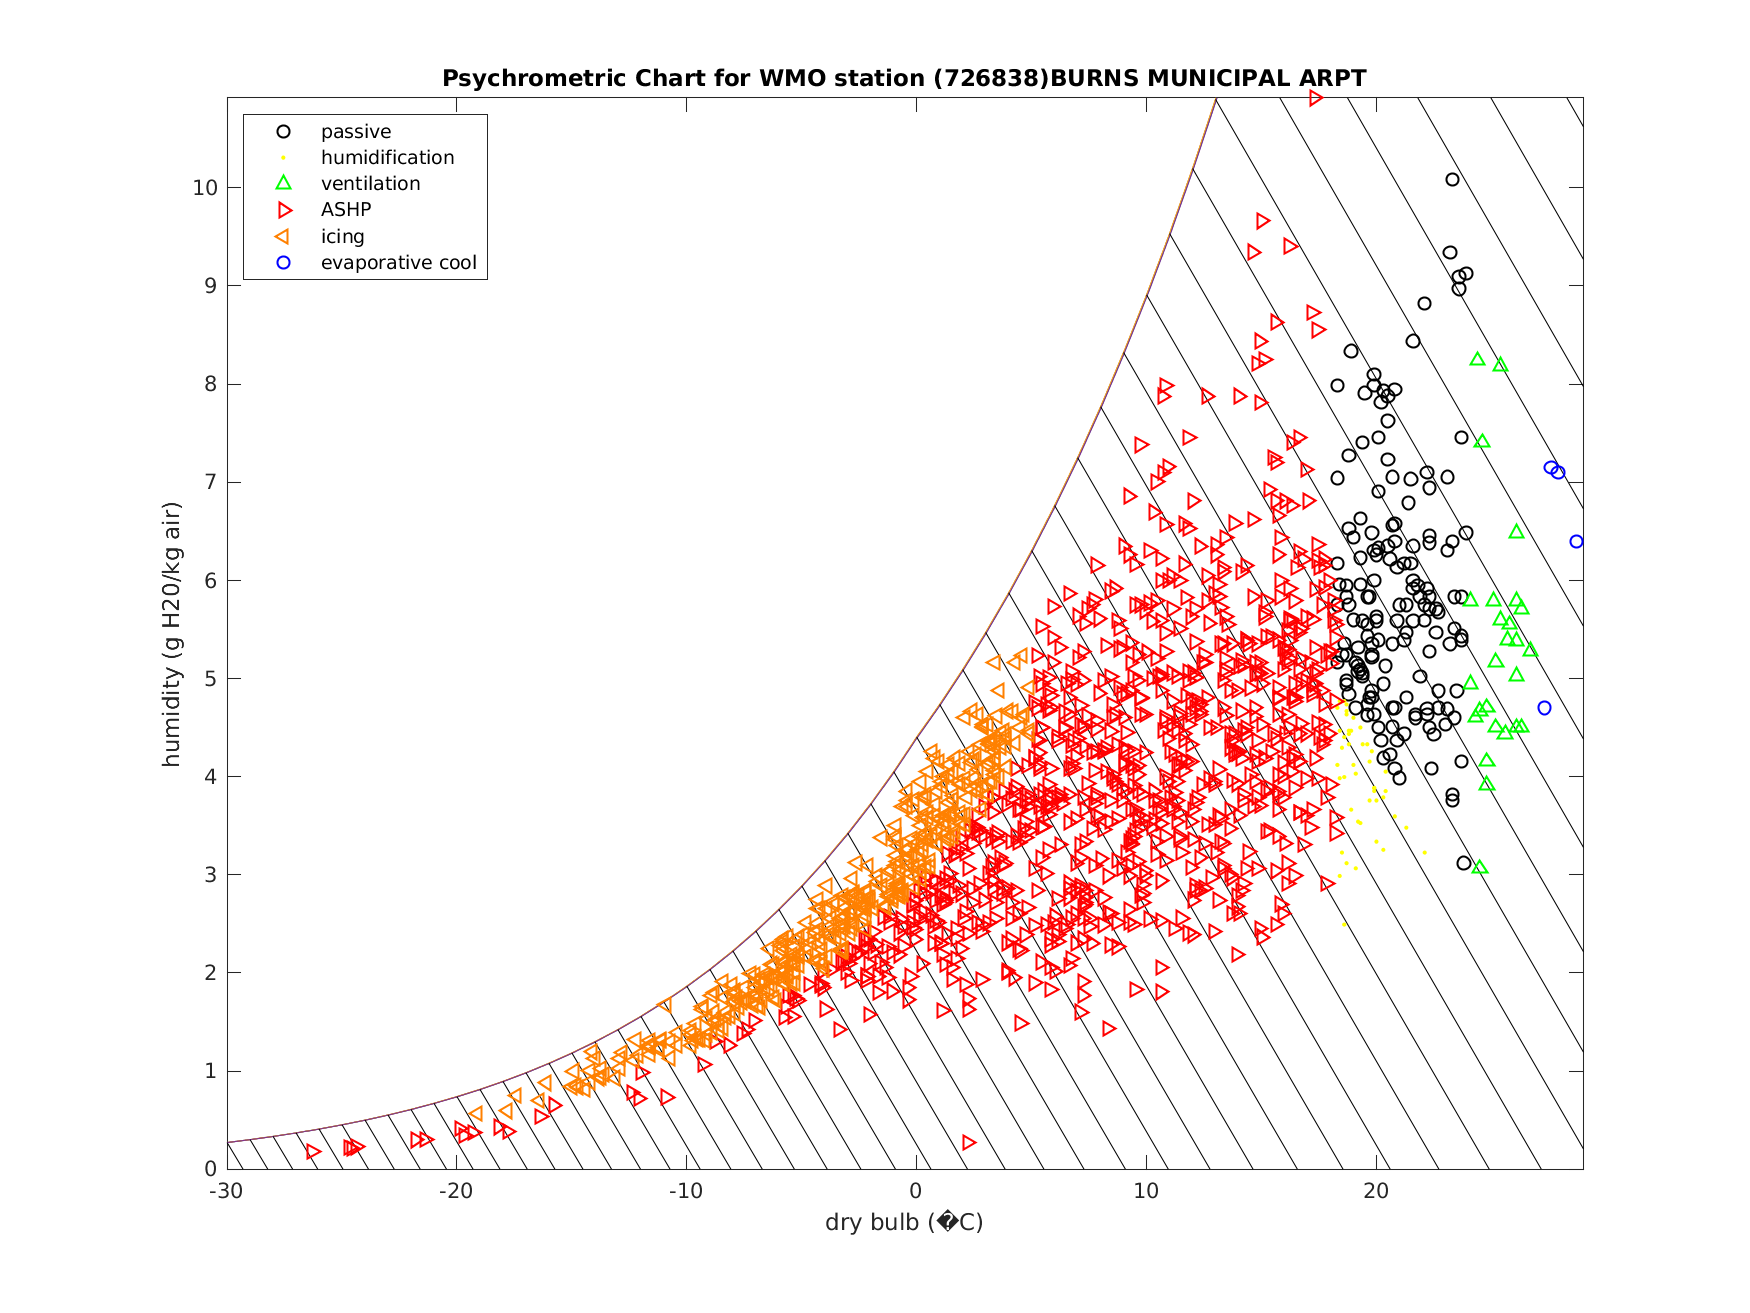 Psychrometric Chart for WMO station (726838)BURNS MUNICIPAL ARPT
passive
humidification
ventilation
ASHP
icing
evaporative cool
humidity (g H20/kg air)
10
9
8
7
6
5
4
3
2
1
0
-30 -20 -10 0 10 20
dry bulb (�C)